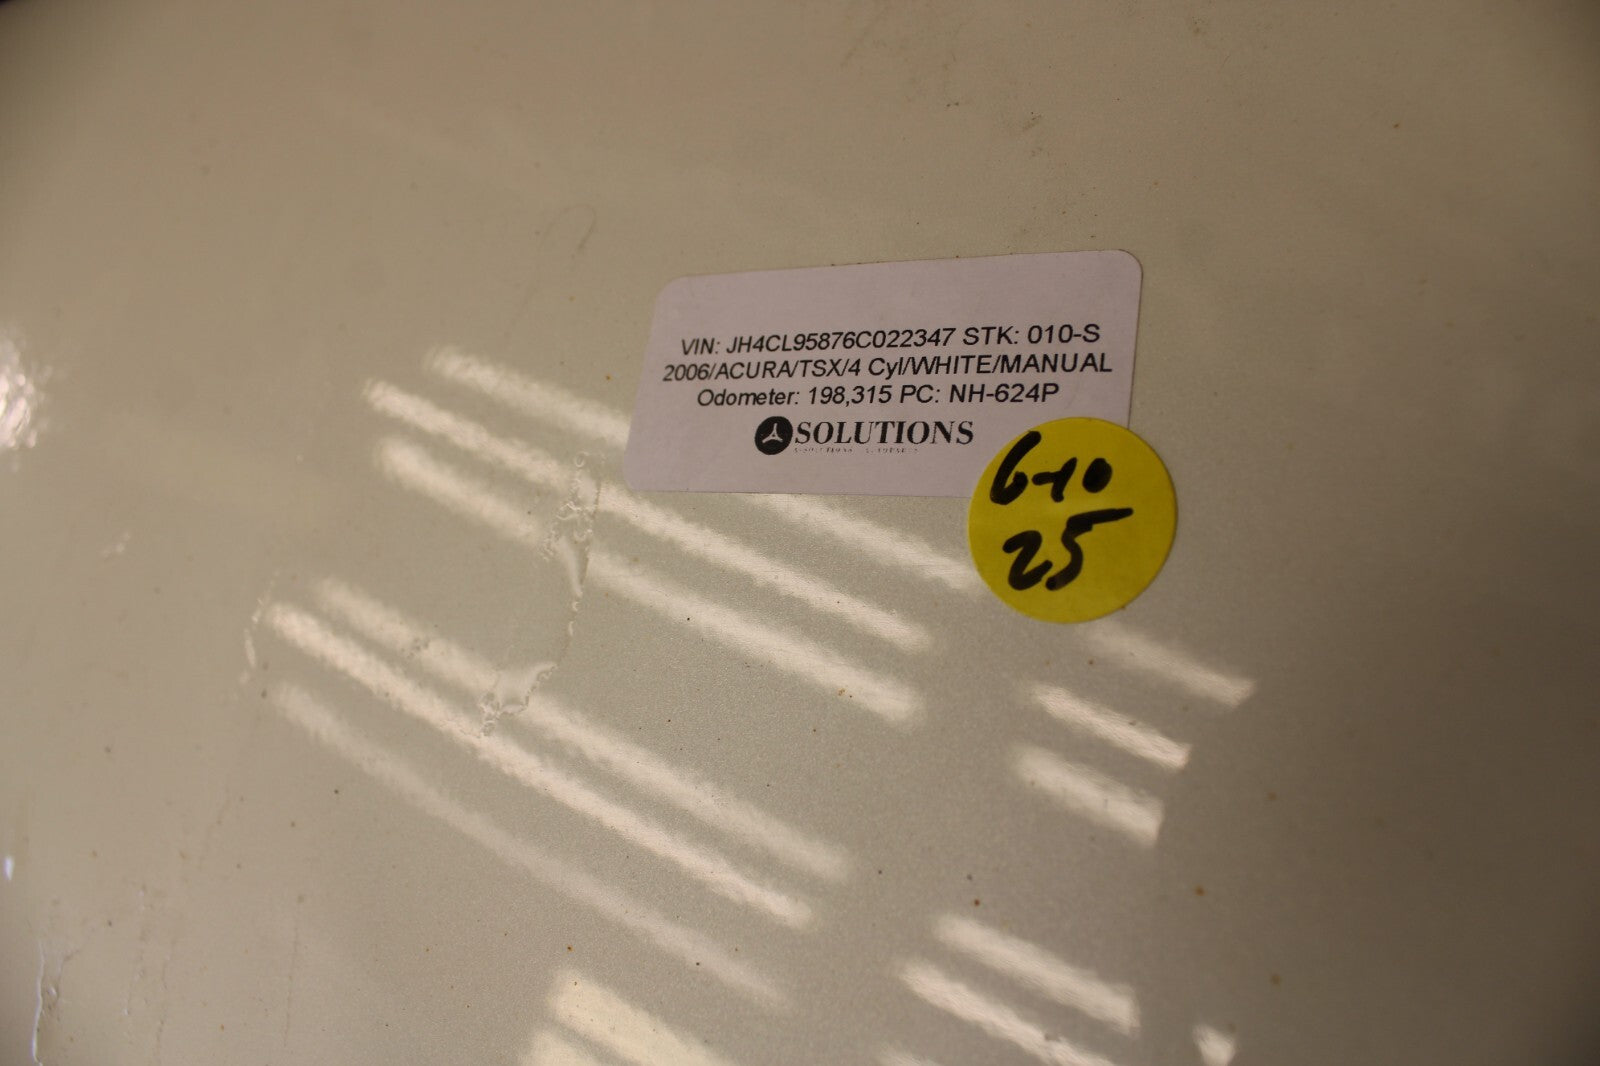 VIN: JH4CL95876C022347 STK: 010-S
2006/ACURA/TSX/4 Cyl/WHITE/MANUAL
Odometer: 198,315 PC: NH-624P
SOLUTIONS
6-10
25